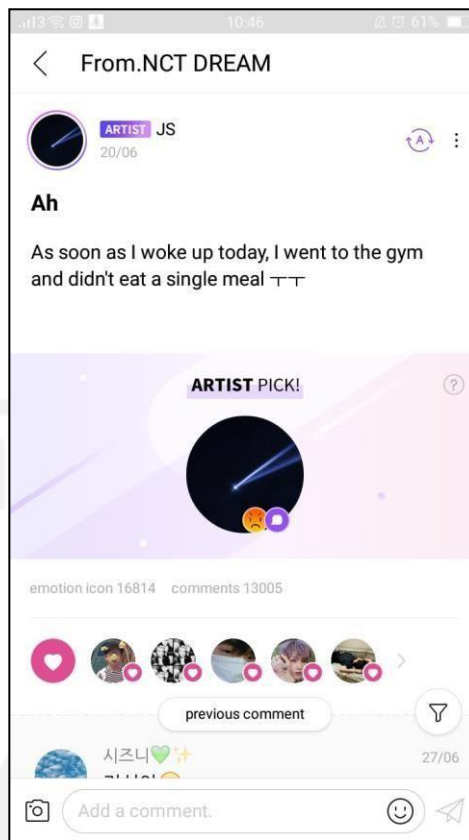 10:46
61%
From.NCT DREAM
ARTIST JS
20/06
A
Ah
As soon as I woke up today, I went to the gym
and didn't eat a single meal ㅜㅜ
ARTIST PICK!
?
emotion icon 16814 comments 13005
previous comment
시즈니💚✨
27/06
Add a comment.